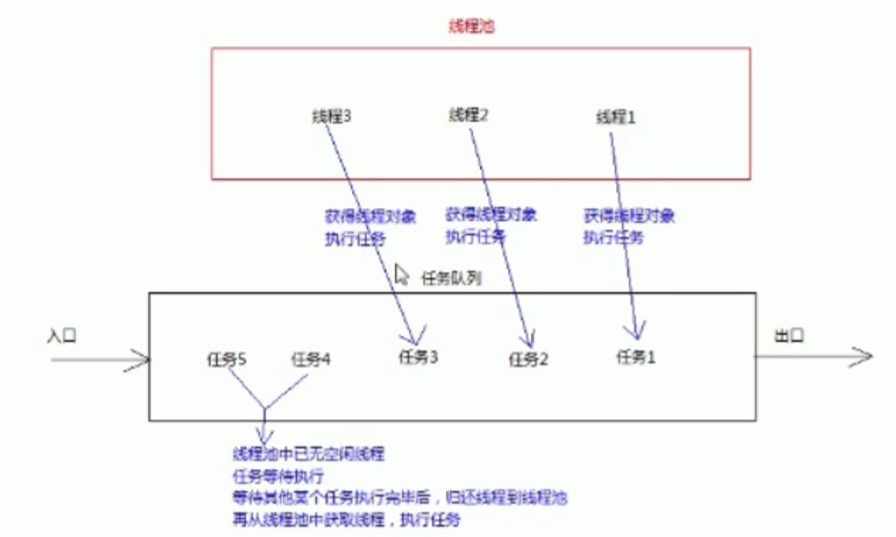 线程池
线程3
线程2
线程1
获得线程对象
执行任务
获得线程对象
执行任务
获得线程对象
执行任务
任务队列
入口
出口
任务5
任务4
任务3
任务2
任务1
线程池中已无空闲线程
任务等待执行
等待其他某个任务执行完毕后，归还线程到线程池
再从线程池中获取线程，执行任务